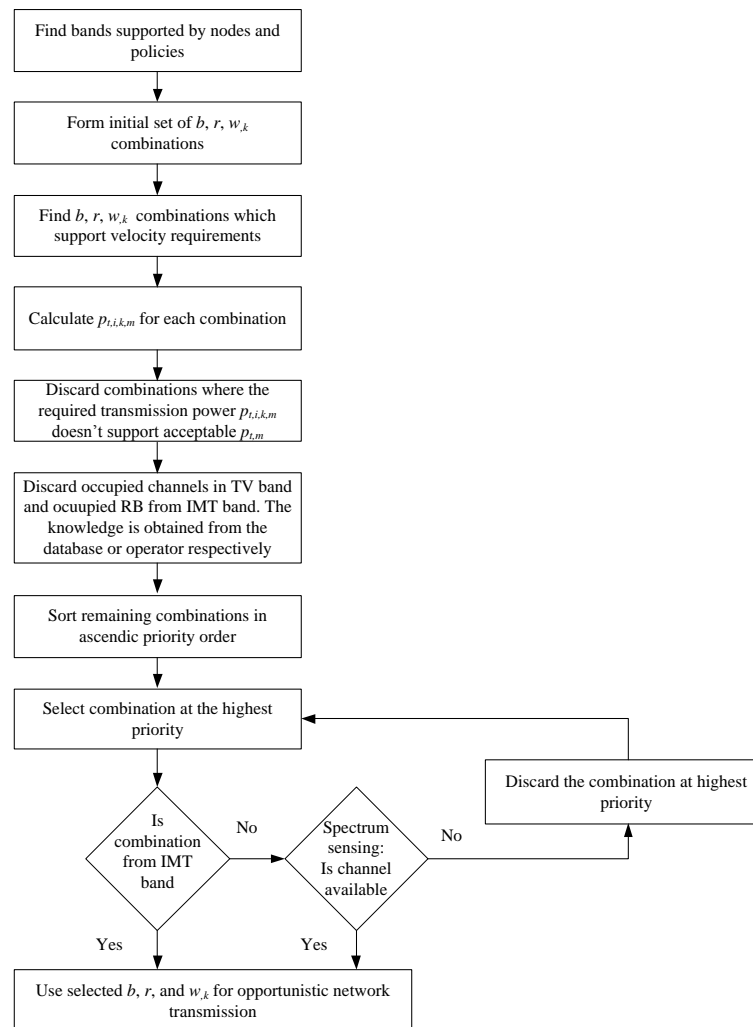 Find bands supported by nodes and
policies
Form initial set of b, r, w,k
combinations
Find b, r, w,k combinations which
support velocity requirements
Calculate pt,i,k,m for each combination
Discard combinations where the
required transmission power pt,i,k,m
doesn't support acceptable pt,m
Discard occupied channels in TV band
and ocuupied RB from IMT band. The
knowledge is obtained from the
database or operator respectively
Sort remaining combinations in
ascendic priority order
Select combination at the highest
priority
Discard the combination at highest
priority
Is
combination
from IMT
band
No
Spectrum
sensing:
Is channel
available
No
Yes
Yes
Use selected b, r, and w,k for opportunistic network
transmission